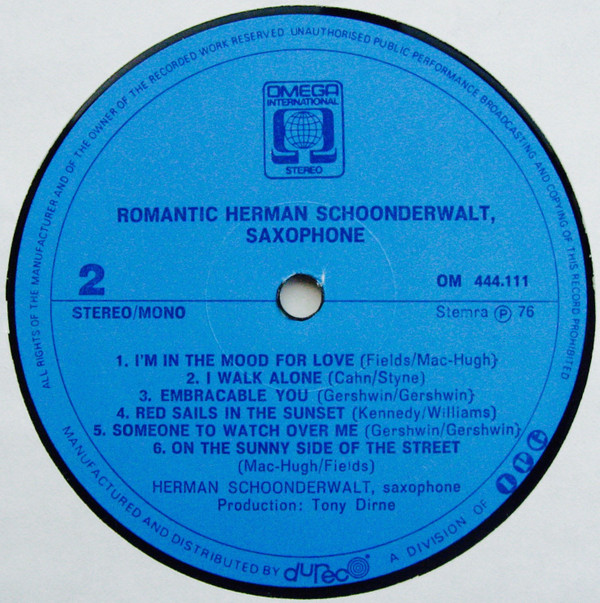 ALL RIGHTS OF THE MANUFACTURER AND OF THE OWNER OF THE RECORDED WORK RESERVED UNAUTHORISED PUBLIC PERFORMANCE BROADCASTING AND COPYING OF THIS RECORD PROHIBITED
OMEGA
INTERNATIONAL
STEREO
ROMANTIC HERMAN SCHOONDERWALT,
SAXOPHONE
2
OM 444.111
STEREO/MONO
Stemra Ⓟ 76
1. I'M IN THE MOOD FOR LOVE (Fields/Mac-Hugh)
2. I WALK ALONE (Cahn/Styne)
3. EMBRACABLE YOU (Gershwin/Gershwin)
4. RED SAILS IN THE SUNSET (Kennedy/Williams)
5. SOMEONE TO WATCH OVER ME (Gershwin/Gershwin)
6. ON THE SUNNY SIDE OF THE STREET
(Mac-Hugh/Fields)
HERMAN SCHOONDERWALT, saxophone
Production: Tony Dirne
MANUFACTURED AND DISTRIBUTED BY dureco A DIVISION OF